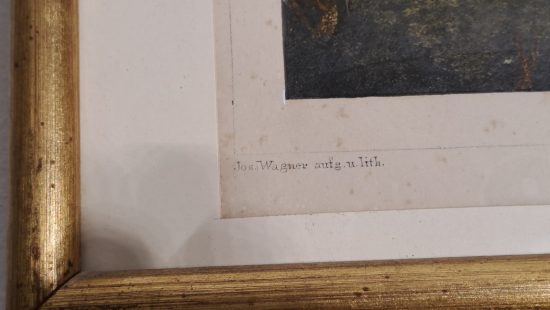 Jos. Wagner aufg. u. lith.